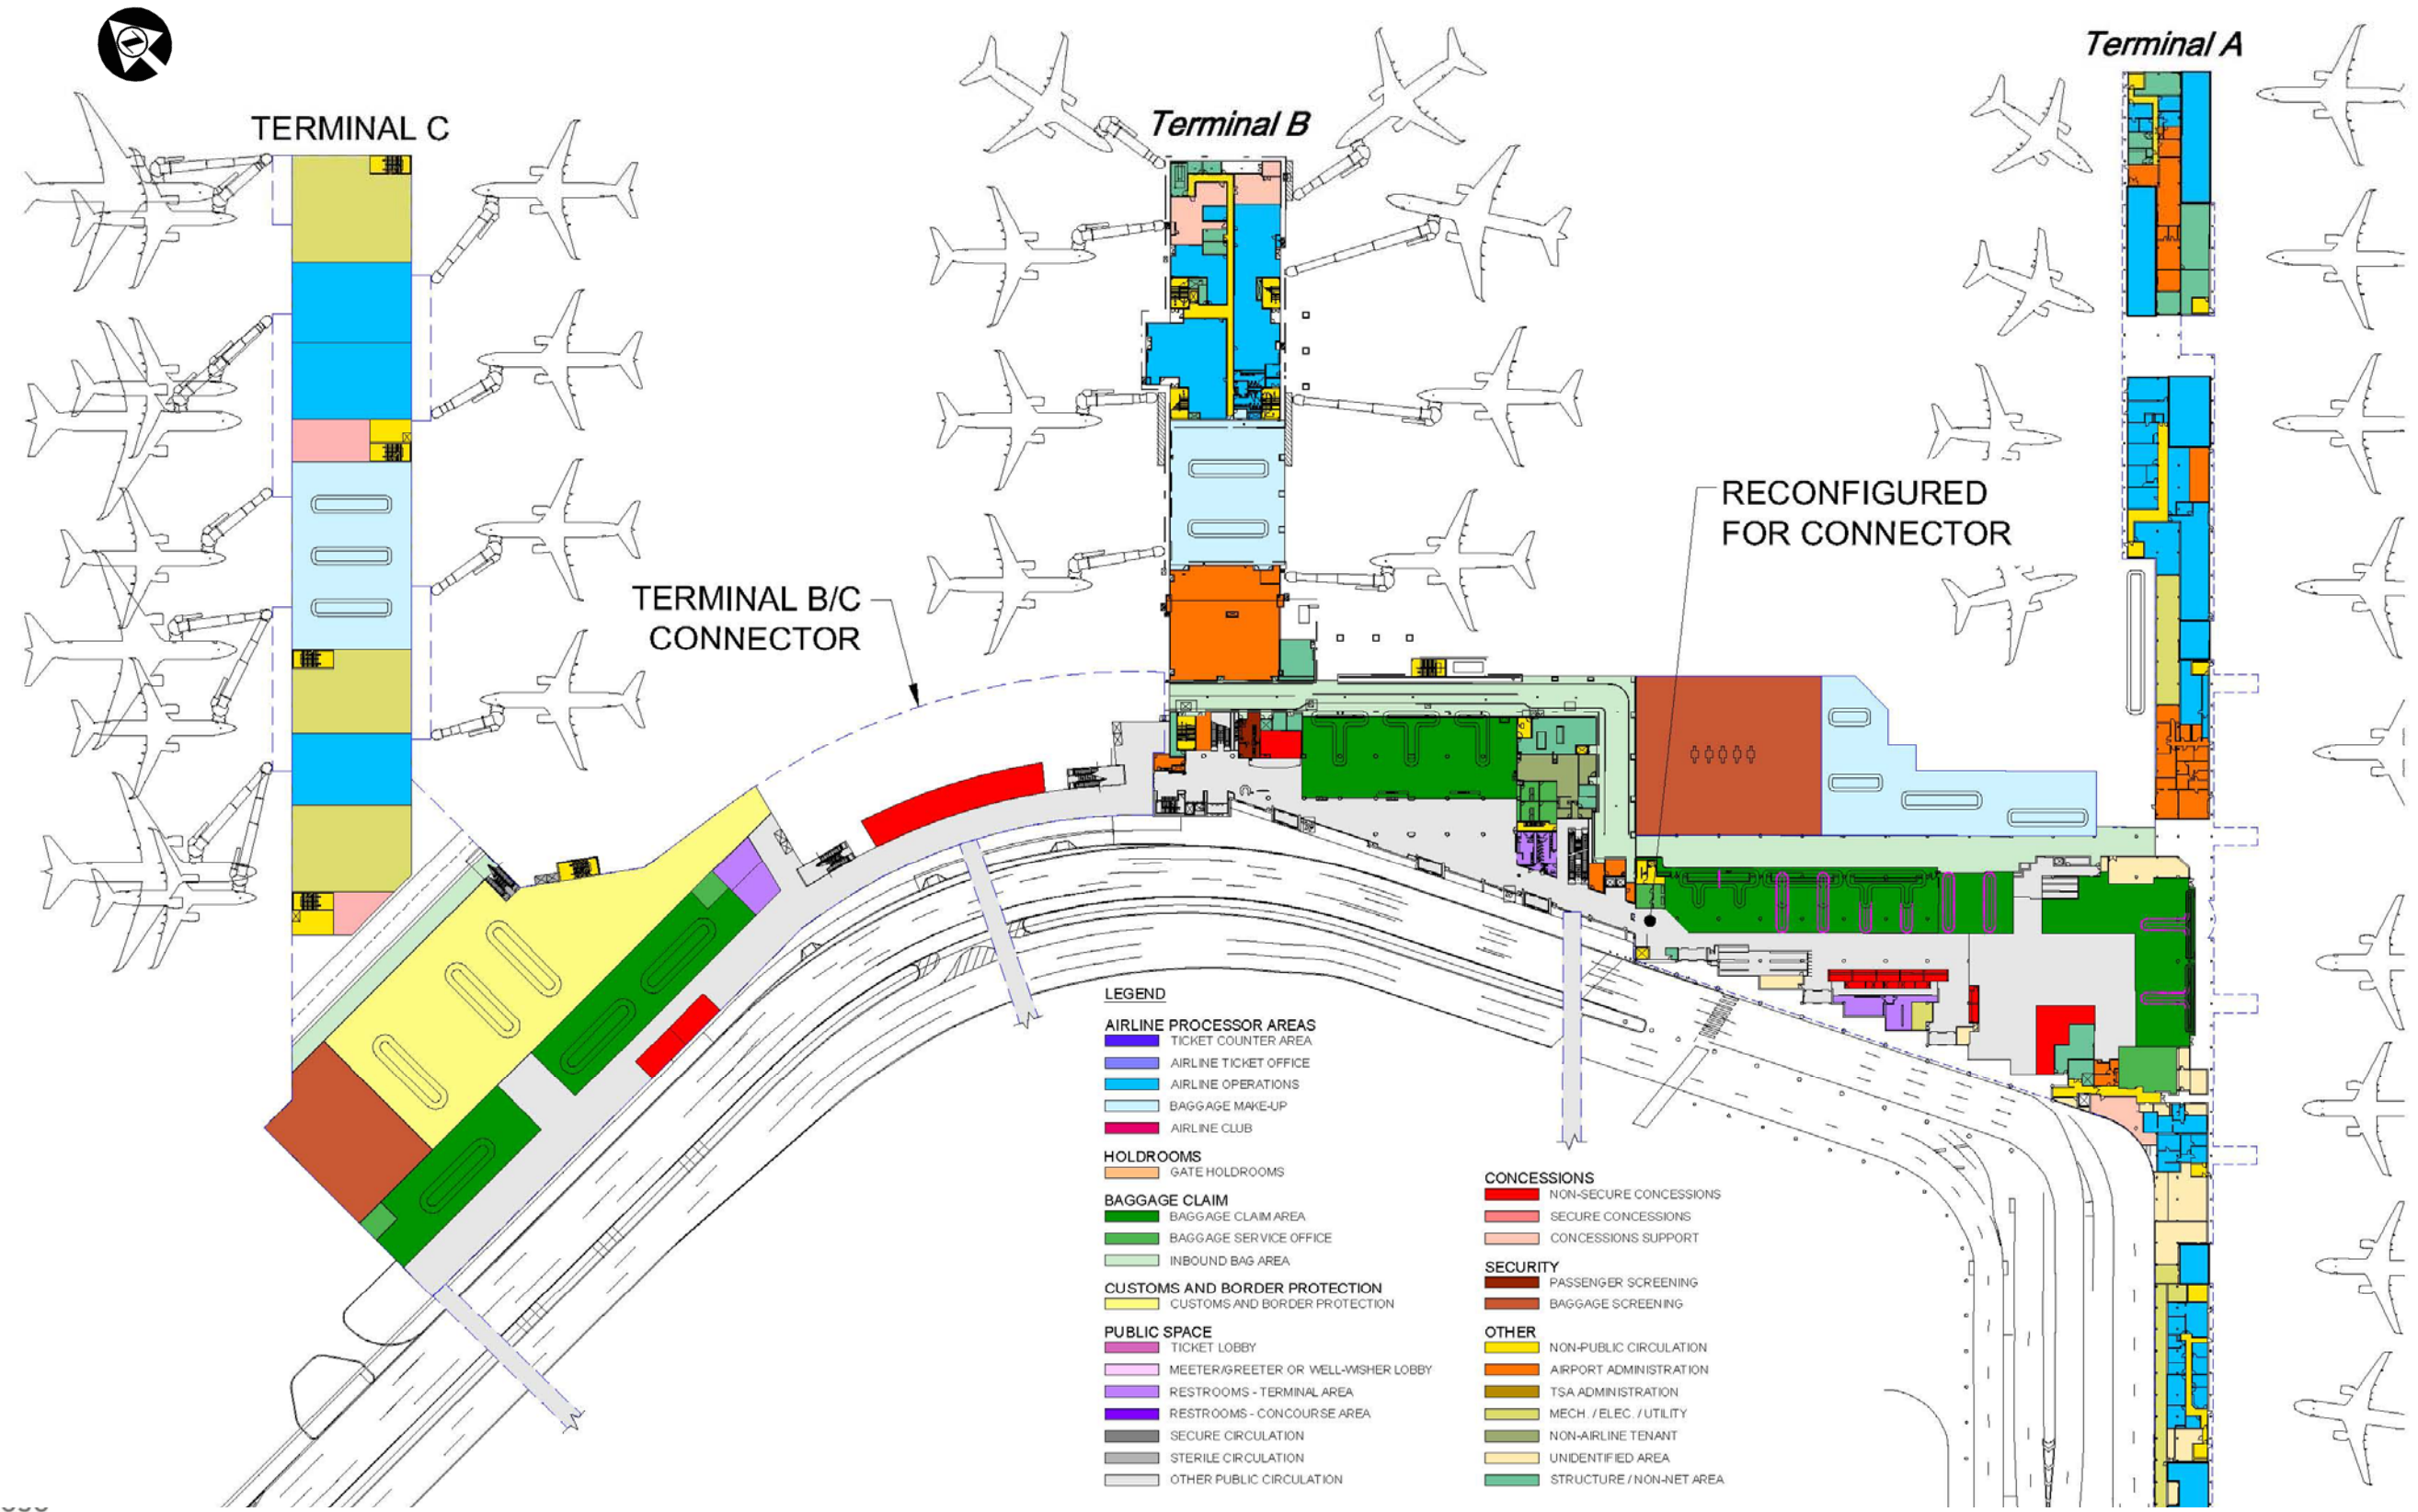 Terminal A
TERMINAL C
Terminal B
RECONFIGURED
FOR CONNECTOR
TERMINAL B/C
CONNECTOR
LEGEND
AIRLINE PROCESSOR AREAS
TICKET COUNTER AREA
AIRLINE TICKET OFFICE
AIRLINE OPERATIONS
BAGGAGE MAKE-UP
AIRLINE CLUB
HOLDROOMS
GATE HOLDROOMS
BAGGAGE CLAIM
BAGGAGE CLAIM AREA
BAGGAGE SERVICE OFFICE
INBOUND BAG AREA
CUSTOMS AND BORDER PROTECTION
CUSTOMS AND BORDER PROTECTION
PUBLIC SPACE
TICKET LOBBY
MEETER/GREETER OR WELL-WISHER LOBBY
RESTROOMS - TERMINAL AREA
RESTROOMS - CONCOURSE AREA
SECURE CIRCULATION
STERILE CIRCULATION
OTHER PUBLIC CIRCULATION
CONCESSIONS
NON-SECURE CONCESSIONS
SECURE CONCESSIONS
CONCESSIONS SUPPORT
SECURITY
PASSENGER SCREENING
BAGGAGE SCREENING
OTHER
NON-PUBLIC CIRCULATION
AIRPORT ADMINISTRATION
TSA ADMINISTRATION
MECH. / ELEC. / UTILITY
NON-AIRLINE TENANT
UNIDENTIFIED AREA
STRUCTURE / NON-NET AREA